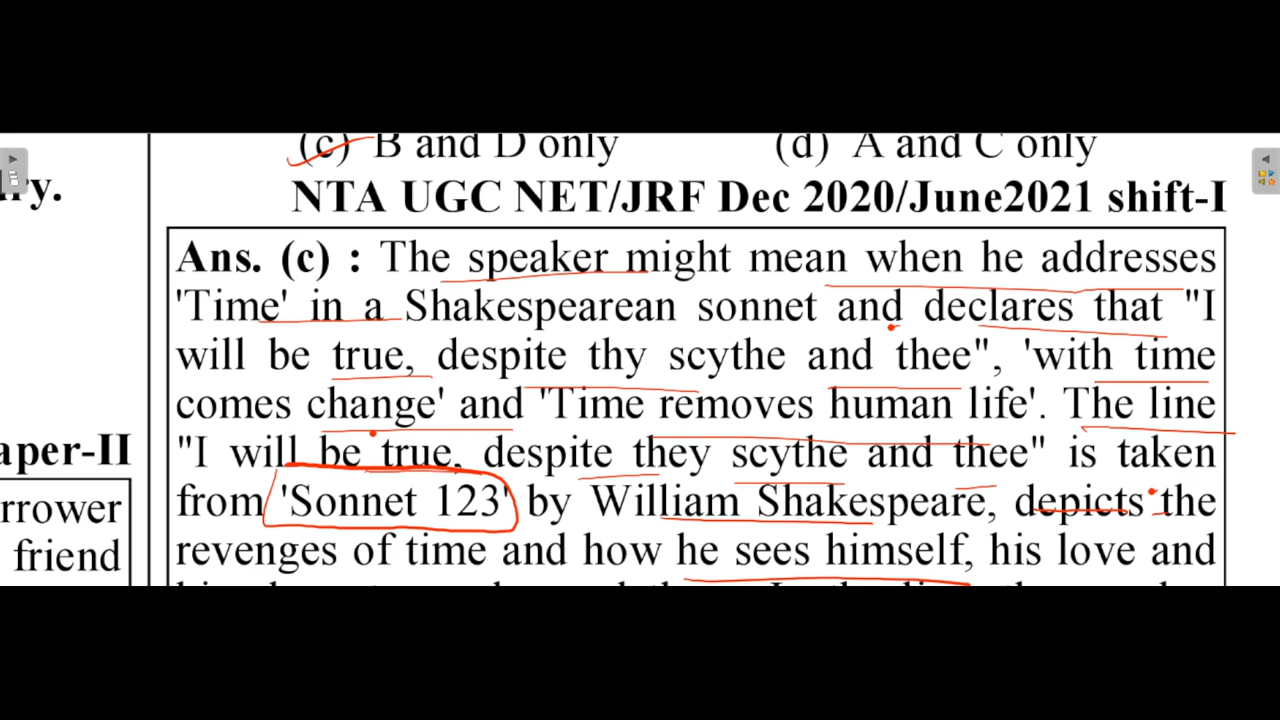 (c) B and D only (d) A and C only
ry.
NTA UGC NET/JRF Dec 2020/June2021 shift-I
Ans. (c) : The speaker might mean when he addresses
'Time' in a Shakespearean sonnet and declares that "I
will be true, despite thy scythe and thee", 'with time
comes change' and 'Time removes human life'. The line
aper-II
"I will be true, despite they scythe and thee" is taken
rrower
from 'Sonnet 123' by William Shakespeare, depicts the
friend
revenges of time and how he sees himself, his love and